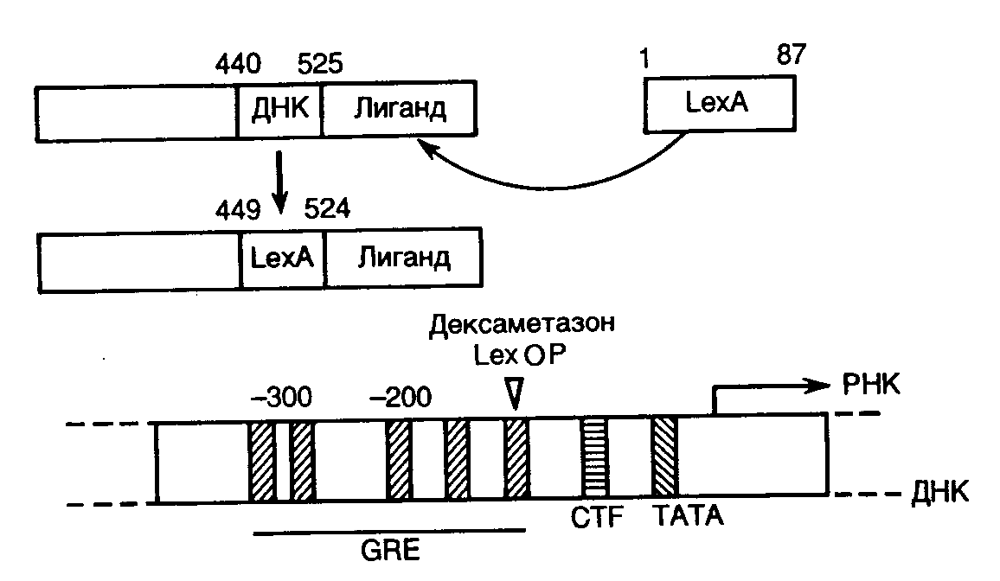 440 525
ДНК Лиганд
1 87
LexA
449 524
LexA Лиганд
Дексаметазон
Lex OP
–300 –200
РНК
ДНК
CTF TATA
GRE